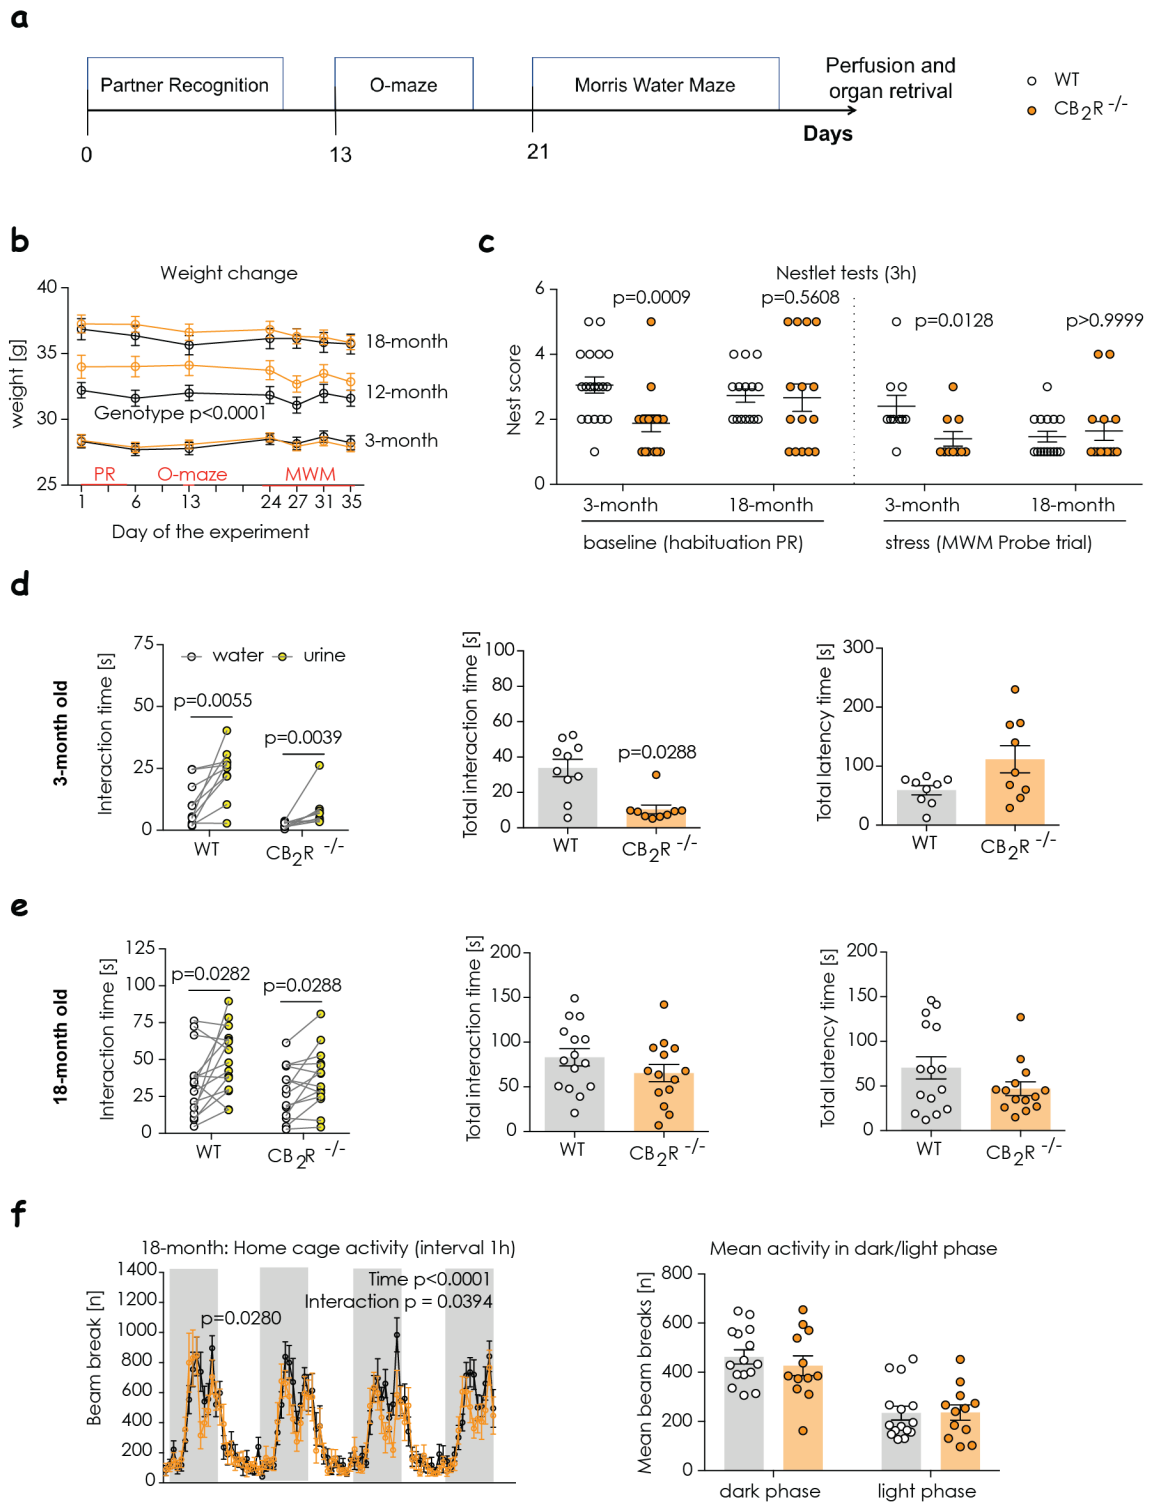 a
Partner Recognition
O-maze
Morris Water Maze
Perfusion and
organ retrival
Days
0
13
21
WT
CB2R -/-
b
Weight change
weight [g]
40
35
30
25
18-month
12-month
Genotype p<0.0001
3-month
PR
O-maze
MWM
1
6
13
24
27
31
35
Day of the experiment
c
Nestlet tests (3h)
Nest score
6
4
2
0
p=0.0009
p=0.5608
p=0.0128
p>0.9999
3-month
18-month
3-month
18-month
baseline (habituation PR)
stress (MWM Probe trial)
d
3-month old
Interaction time [s]
75
50
25
0
water
urine
p=0.0055
p=0.0039
WT
CB2R -/-
Total interaction time [s]
100
80
60
40
20
0
p=0.0288
WT
CB2R -/-
Total latency time [s]
300
200
100
0
WT
CB2R -/-
e
18-month old
Interaction time [s]
125
100
75
50
25
0
p=0.0282
p=0.0288
WT
CB2R -/-
Total interaction time [s]
200
150
100
50
0
WT
CB2R -/-
Total latency time [s]
200
150
100
50
0
WT
CB2R -/-
f
18-month: Home cage activity (interval 1h)
Beam break [n]
1400
1200
1000
800
600
400
200
0
Time p<0.0001
Interaction p = 0.0394
p=0.0280
Mean activity in dark/light phase
Mean beam breaks [n]
800
600
400
200
0
dark phase
light phase